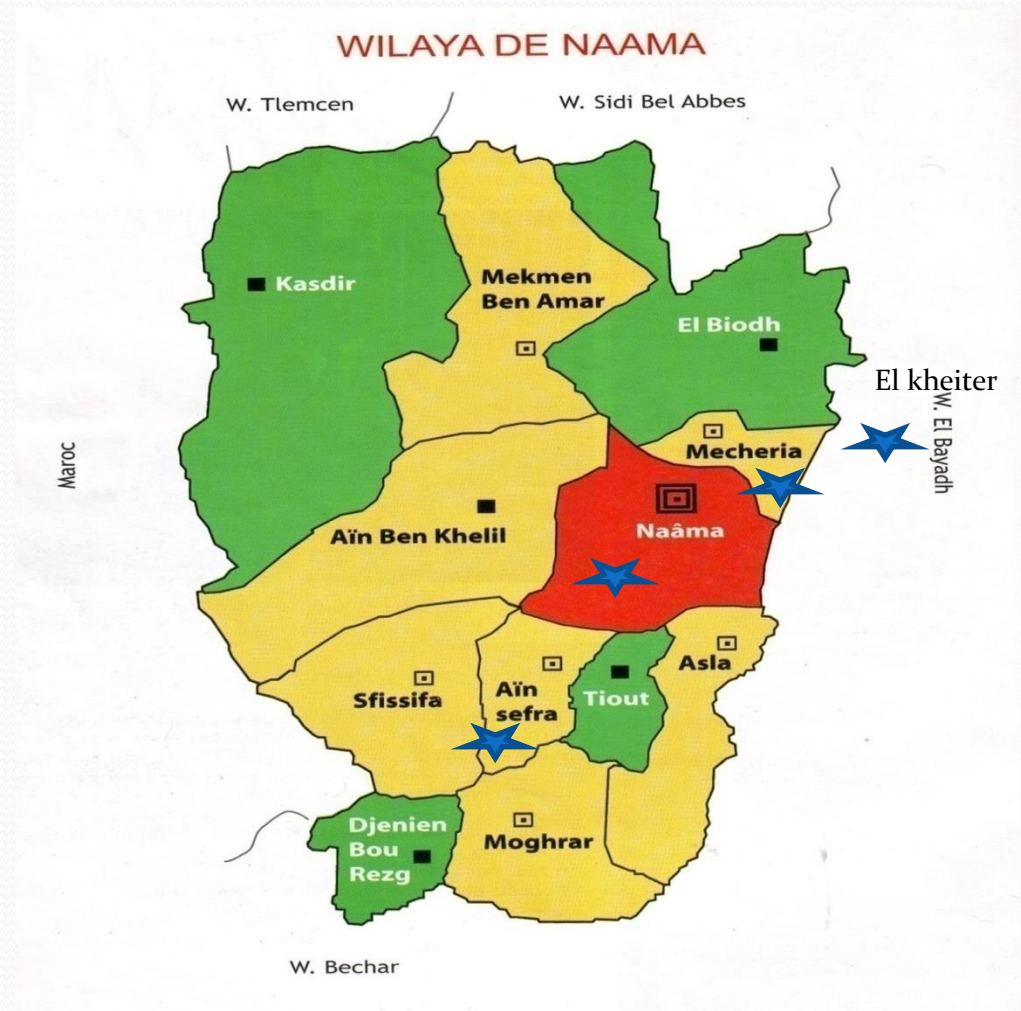 WILAYA DE NAAMA
W. Tlemcen
W. Sidi Bel Abbes
Kasdir
Mekmen
Ben Amar
El Biodh
El kheiter
W. El Bayadh
Maroc
Mecheria
Naâma
Aïn Ben Khelil
Asla
Sfissifa
Aïn
sefra
Tiout
Djenien
Bou
Rezg
Moghrar
W. Bechar